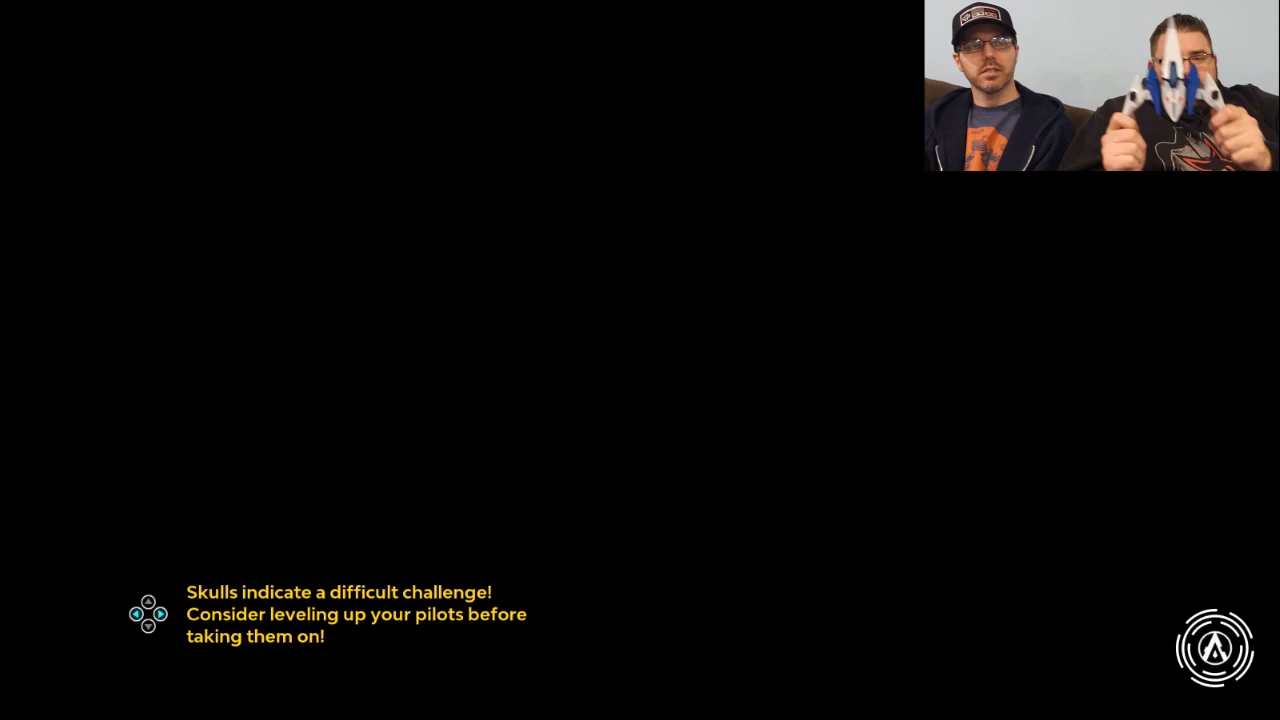 Skulls indicate a difficult challenge!
Consider leveling up your pilots before
taking them on!